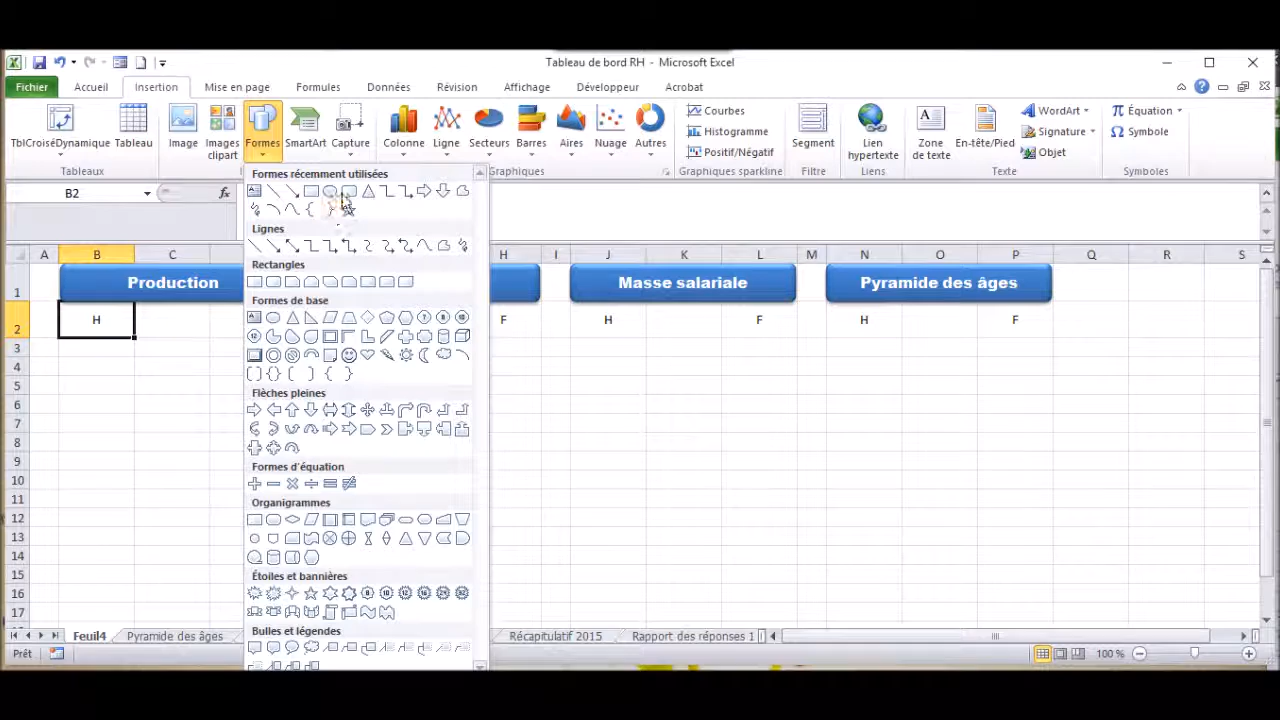 Tableau de bord RH - Microsoft Excel
Fichier Accueil Insertion Mise en page Formules Données Révision Affichage Développeur Acrobat
TblCroiséDynamique Tableau Image Images clipart Formes SmartArt Capture Colonne Ligne Secteurs Barres Aires Nuage Autres Courbes Histogramme Positif/Négatif Segment Lien hypertexte Zone de texte En-tête/Pied WordArt Signature Objet Équation Symbole
Tableaux Graphiques Graphiques sparkline Filtre Liens Texte Symboles
B2 fx
Formes récemment utilisées
Lignes
Rectangles
Formes de base
Flèches pleines
Formes d'équation
Organigrammes
Étoiles et bannières
Bulles et légendes
A B C H I J K L M N O P Q R S
1 Production Masse salariale Pyramide des âges
2 H F H F H F
3
4
5
6
7
8
9
10
11
12
13
14
15
16
17
Feuil4 Pyramide des âges Récapitulatif 2015 Rapport des réponses 1
Prêt 100 %